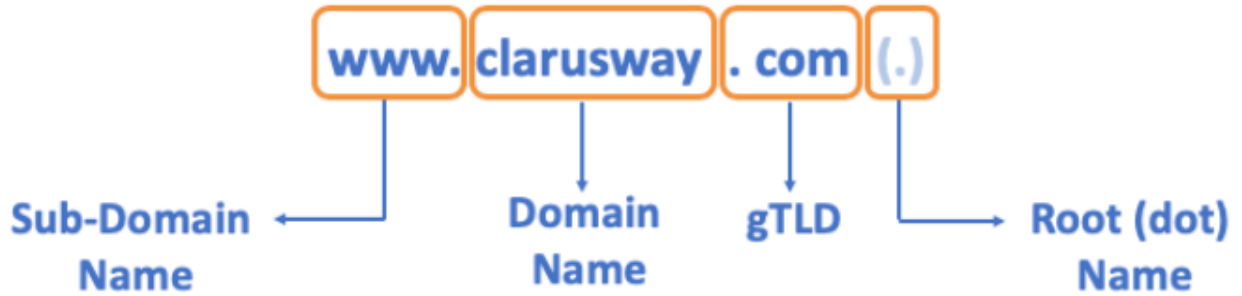 www. clarusway . com (.)
Sub-Domain Name
Domain Name
gTLD
Root (dot) Name